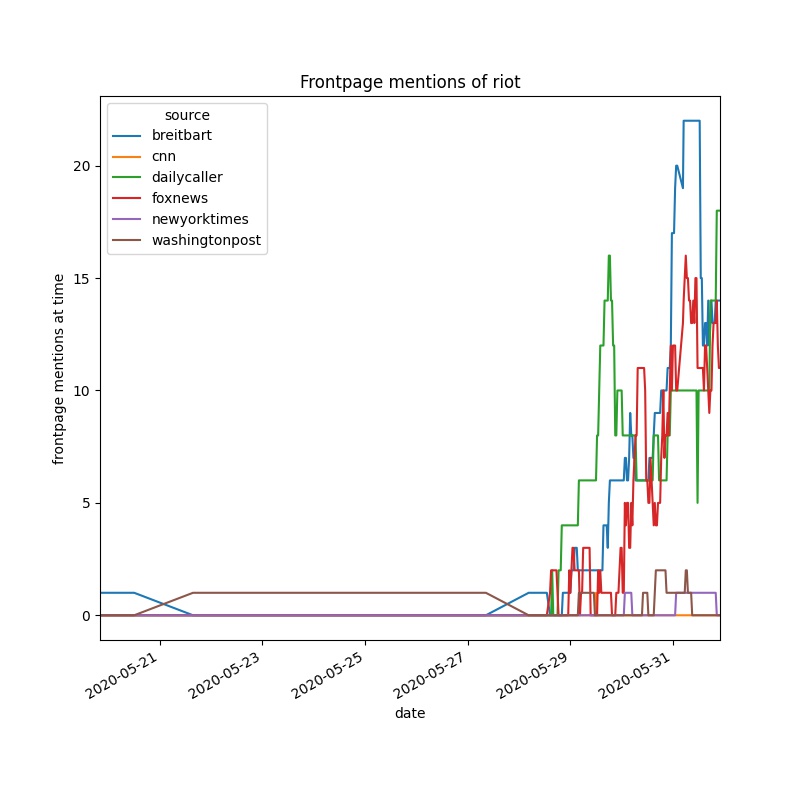 Frontpage mentions of riot
source
breitbart
cnn
dailycaller
foxnews
newyorktimes
washingtonpost
frontpage mentions at time
20
15
10
5
0
2020-05-21
2020-05-23
2020-05-25
2020-05-27
2020-05-29
2020-05-31
date